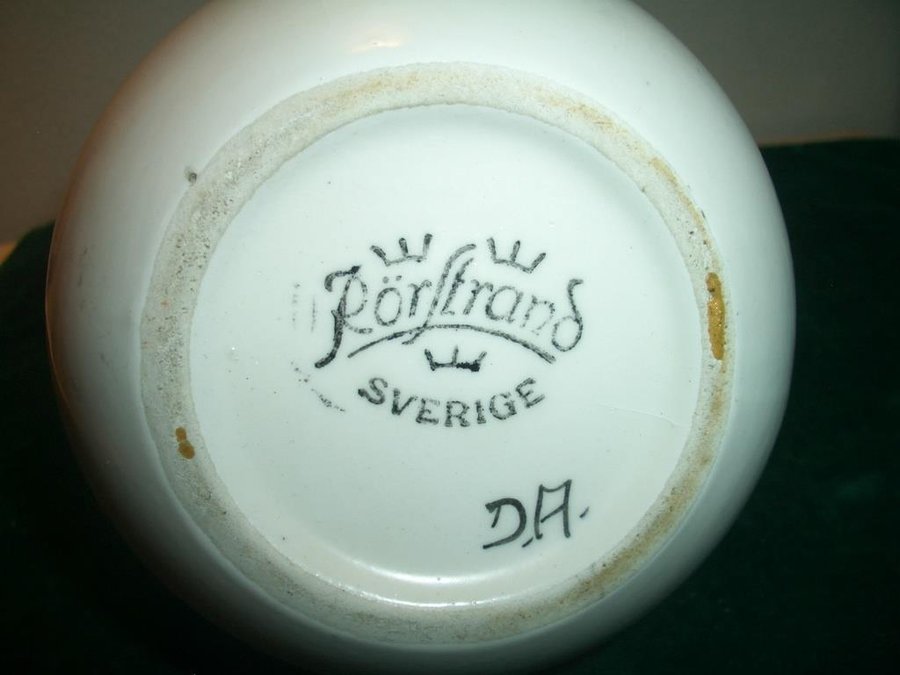 Rörstrand
SVERIGE
D.A.